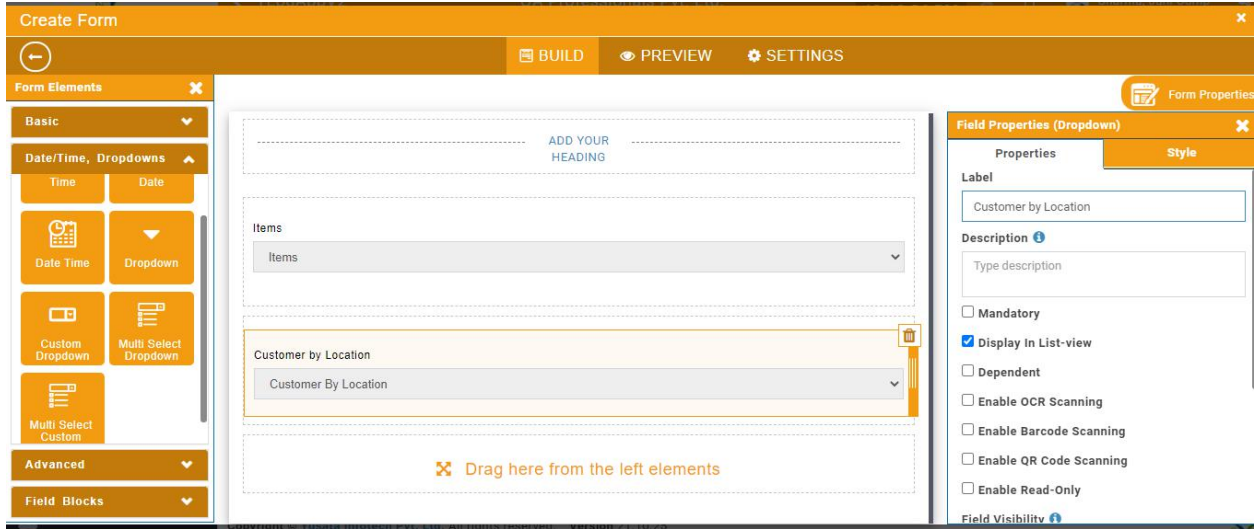 Create Form
BUILD
PREVIEW
SETTINGS
Form Elements
Form Properties
Basic
Date/Time, Dropdowns
Time
Date
Date Time
Dropdown
Custom
Dropdown
Multi Select
Dropdown
Multi Select
Custom
Advanced
Field Blocks
ADD YOUR
HEADING
Items
Items
Customer by Location
Customer By Location
Drag here from the left elements
Field Properties (Dropdown)
Properties
Style
Label
Customer by Location
Description
Type description
Mandatory
Display In List-view
Dependent
Enable OCR Scanning
Enable Barcode Scanning
Enable QR Code Scanning
Enable Read-Only
Field Visibility